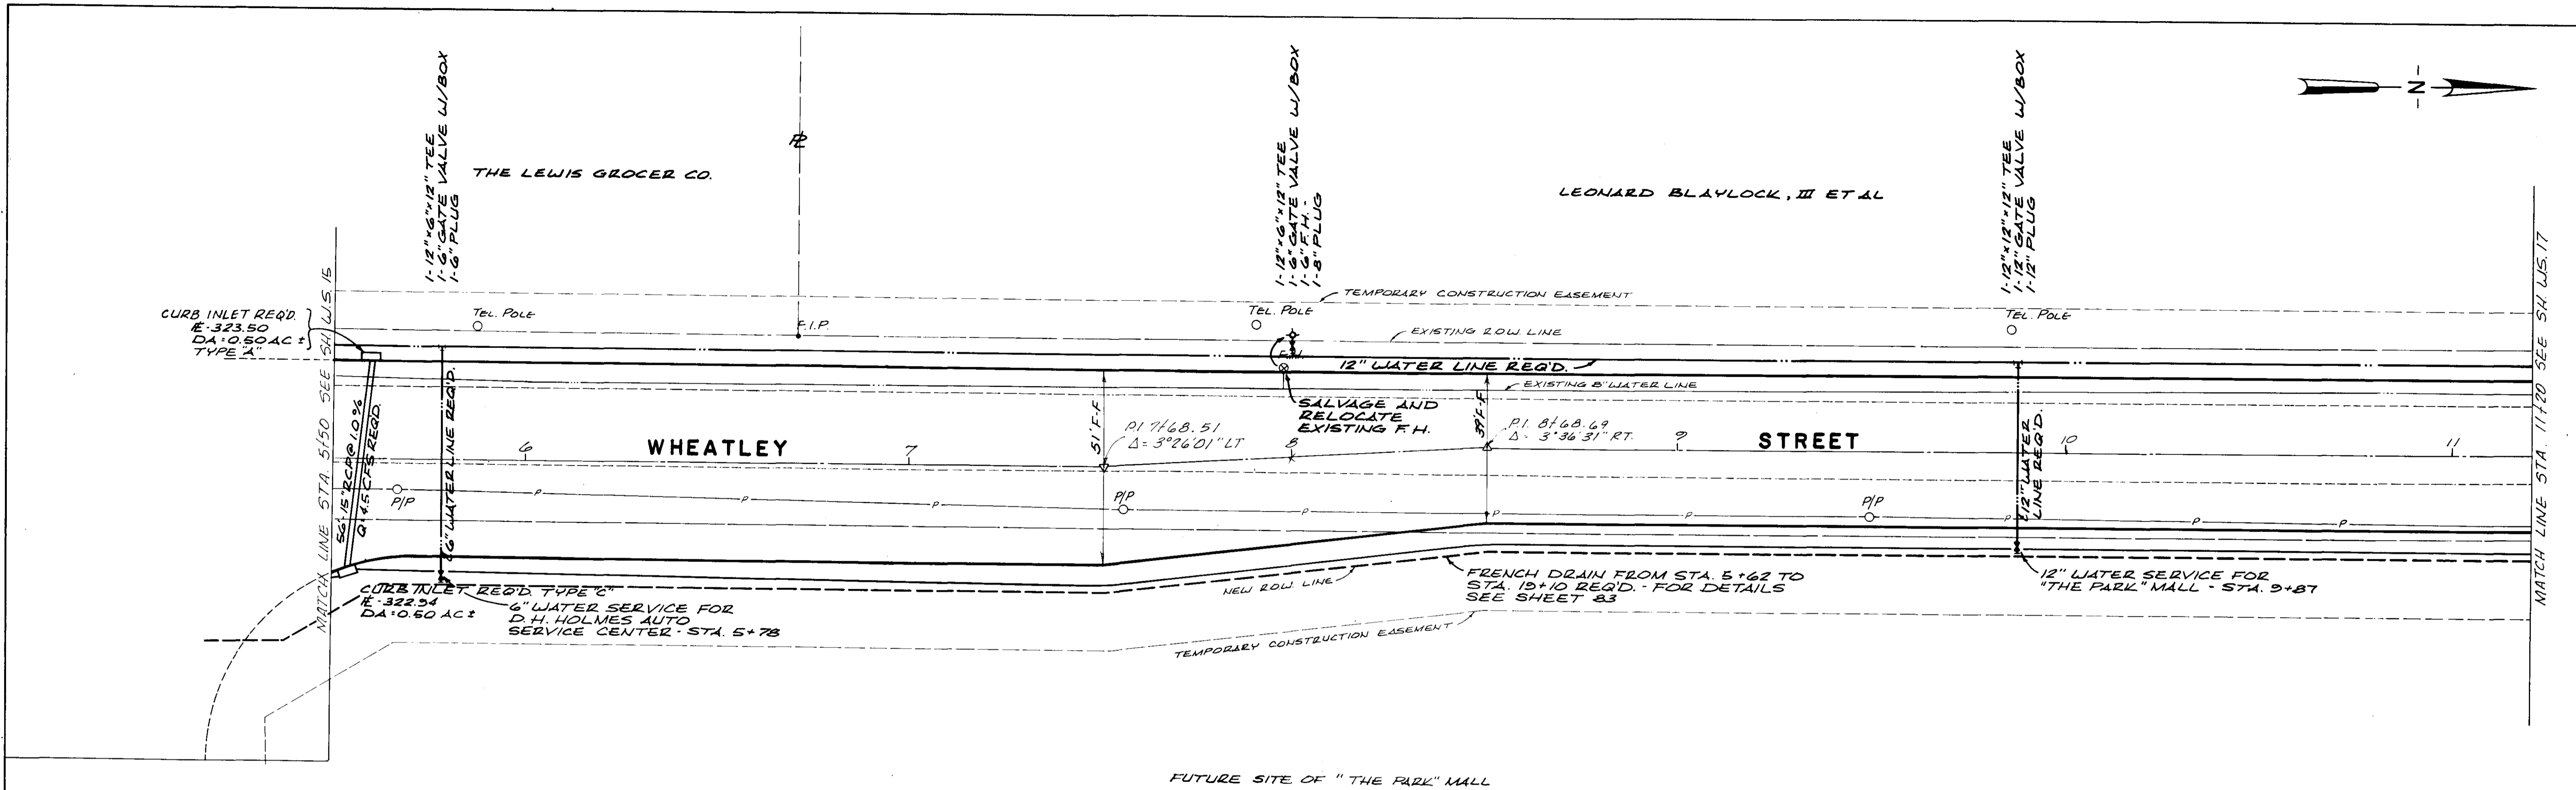 1-12"x6"x12" TEE
1-6" GATE VALVE W/BOX
1-6" PLUG
THE LEWIS GROCER CO.
PL
1-12"x6"x12" TEE
1-6" GATE VALVE W/BOX
1-6" F.H. -
1-8" PLUG
LEONARD BLAYLOCK, III ET AL
1-12"x12"x12" TEE
1-12" GATE VALVE W/BOX
1-12" PLUG
-N-
MATCH LINE STA. 5+50 SEE SH. W.S. 15
MATCH LINE STA. 11+20 SEE SH. W.S. 17
CURB INLET REQ'D.
IE-323.50
DA=0.50 AC ±
TYPE "A"
TEL. POLE
F.I.P.
TEL. POLE
F.H.
TEMPORARY CONSTRUCTION EASEMENT
EXISTING R.O.W. LINE
TEL. POLE
12" WATER LINE REQ'D.
EXISTING 8" WATER LINE
SALVAGE AND
RELOCATE
EXISTING F.H.
56'-15" R.C.P. @ 1.0%
Q=4.5 CFS REQD.
6" WATER LINE REQ'D.
6
WHEATLEY
7
51' F-F
P.I. 7+68.51
Δ= 3°26'01" LT
8
39' F-F
P.I. 8+68.69
Δ= 3°36'31" RT.
9
STREET
12" WATER
LINE REQ'D.
10
11
P/P
P
P
P
P/P
P
P
P
P/P
P
P
P
CURB INLET REQ'D. TYPE "C"
IE-322.94
DA=0.50 AC ±
6" WATER SERVICE FOR
D.H. HOLMES AUTO
SERVICE CENTER - STA. 5+78
NEW R.O.W. LINE
FRENCH DRAIN FROM STA. 5+62 TO
STA. 19+10 REQ'D. - FOR DETAILS
SEE SHEET 83
12" WATER SERVICE FOR
"THE PARK" MALL - STA. 9+87
TEMPORARY CONSTRUCTION EASEMENT
FUTURE SITE OF "THE PARK" MALL